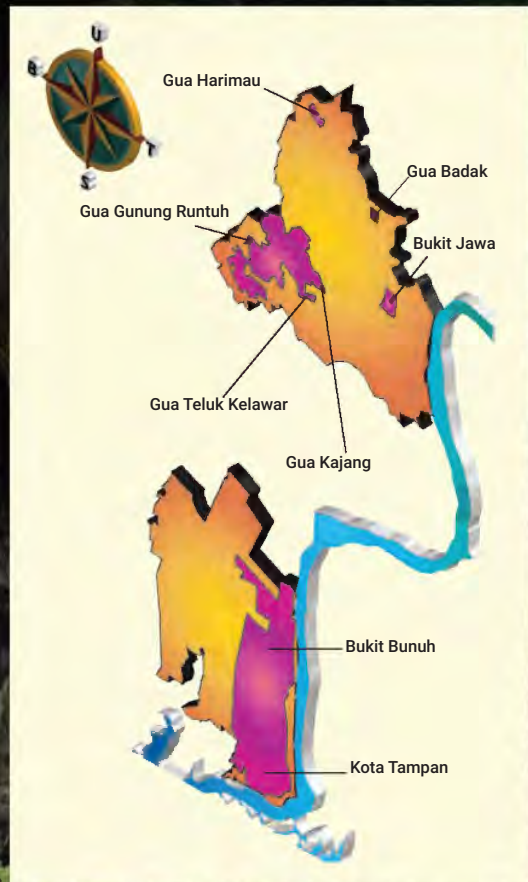 U
B
T
S
Gua Harimau
Gua Badak
Gua Gunung Runtuh
Bukit Jawa
Gua Teluk Kelawar
Gua Kajang
Bukit Bunuh
Kota Tampan